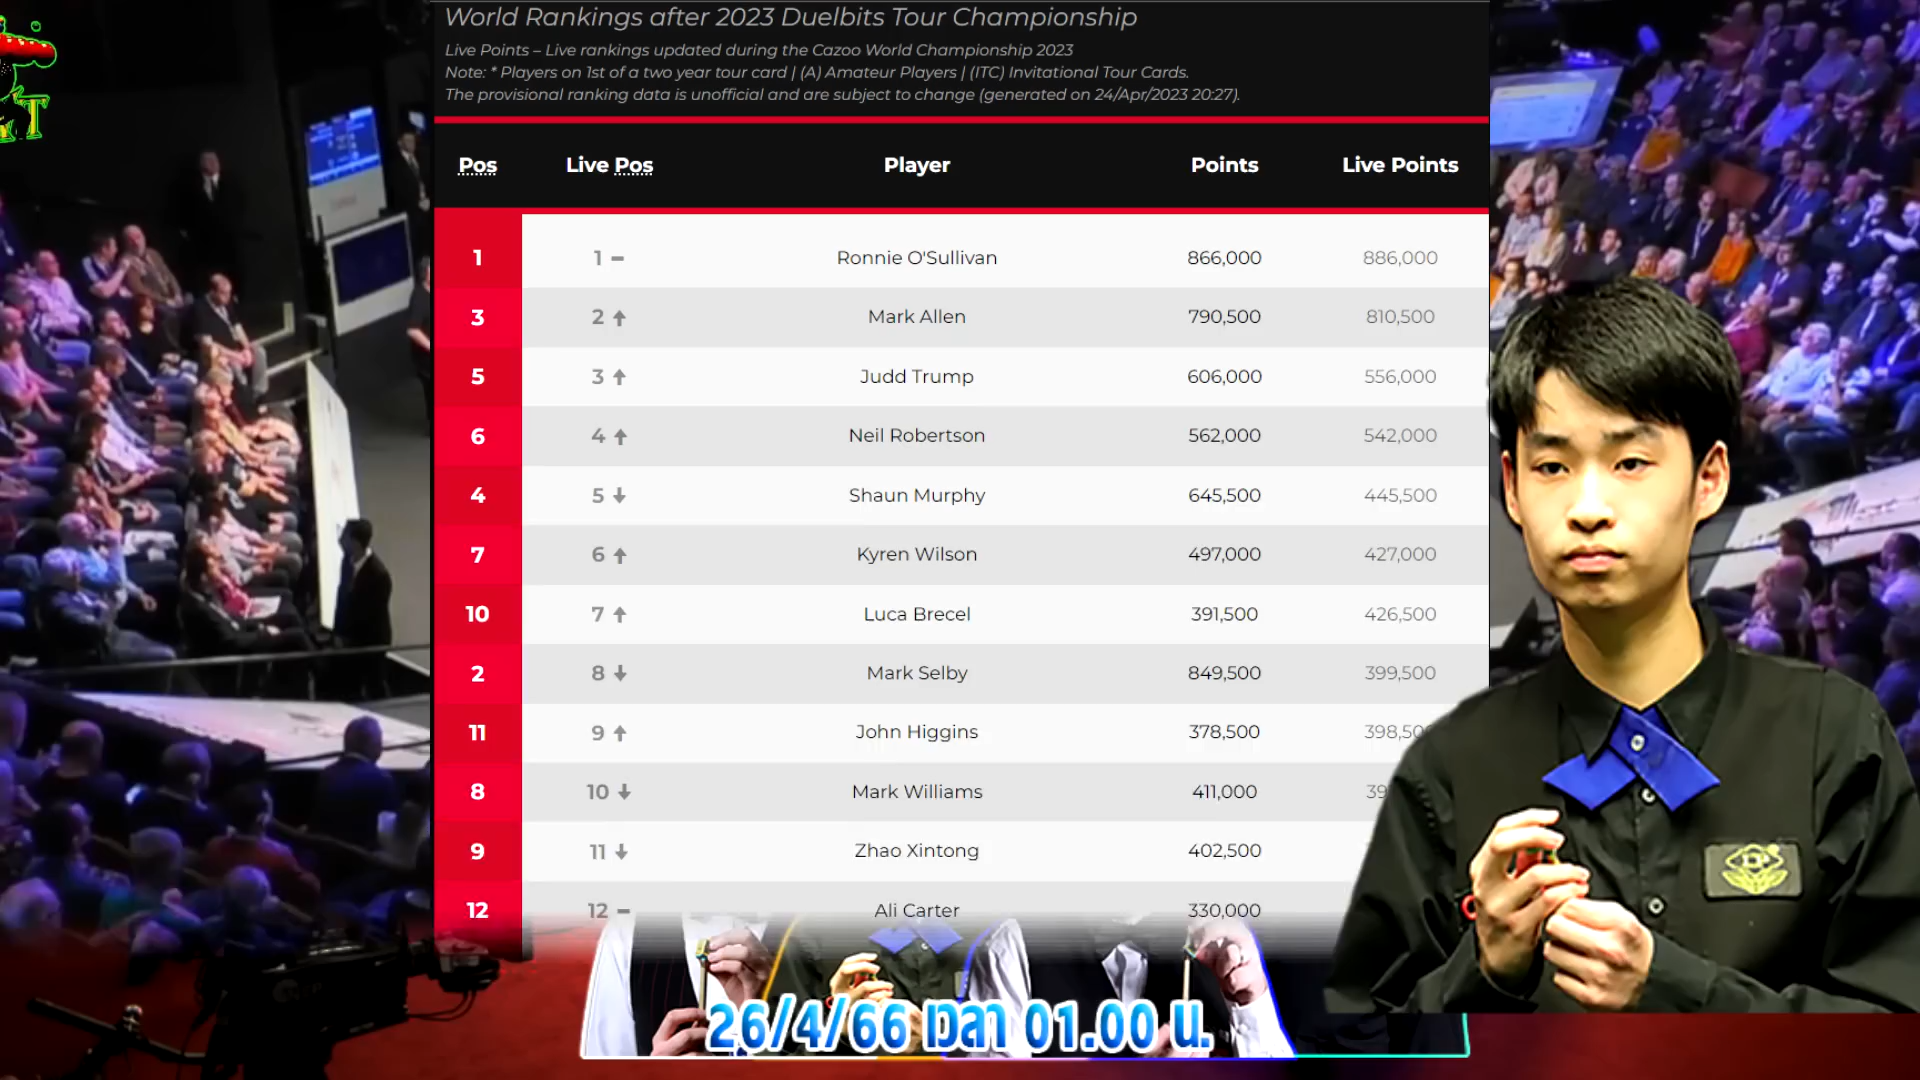 World Rankings after 2023 Duelbits Tour Championship
Live Points – Live rankings updated during the Cazoo World Championship 2023
Note: * Players on 1st of a two year tour card | (A) Amateur Players | (ITC) Invitational Tour Cards.
The provisional ranking data is unofficial and are subject to change (generated on 24/Apr/2023 20:27).
Pos Live Pos Player Points Live Points
1 1 – Ronnie O'Sullivan 866,000 886,000
3 2 ↑ Mark Allen 790,500 810,500
5 3 ↑ Judd Trump 606,000 556,000
6 4 ↑ Neil Robertson 562,000 542,000
4 5 ↓ Shaun Murphy 645,500 445,500
7 6 ↑ Kyren Wilson 497,000 427,000
10 7 ↑ Luca Brecel 391,500 426,500
2 8 ↓ Mark Selby 849,500 399,500
11 9 ↑ John Higgins 378,500 398,50
8 10 ↓ Mark Williams 411,000 39
9 11 ↓ Zhao Xintong 402,500
12 12 – Ali Carter 330,000
26/4/66 เวลา 01.00 น.